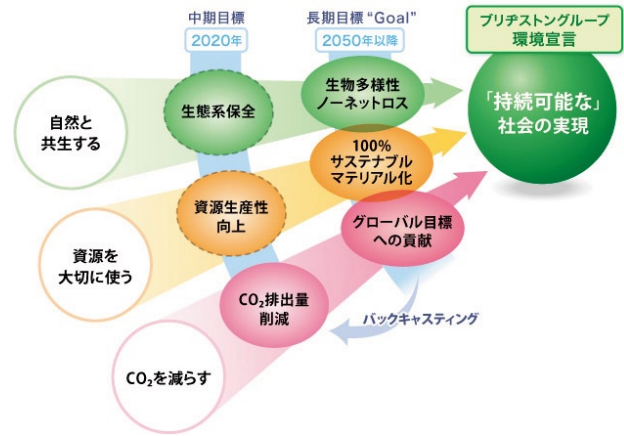 中期目標
2020年
長期目標 “Goal”
2050年以降
ブリヂストングループ
環境宣言
自然と
共生する
生態系保全
生物多様性
ノーネットロス
「持続可能な」
社会の実現
資源を
大切に使う
資源生産性
向上
100%
サステナブル
マテリアル化
CO₂を減らす
CO₂排出量
削減
グローバル目標
への貢献
バックキャスティング